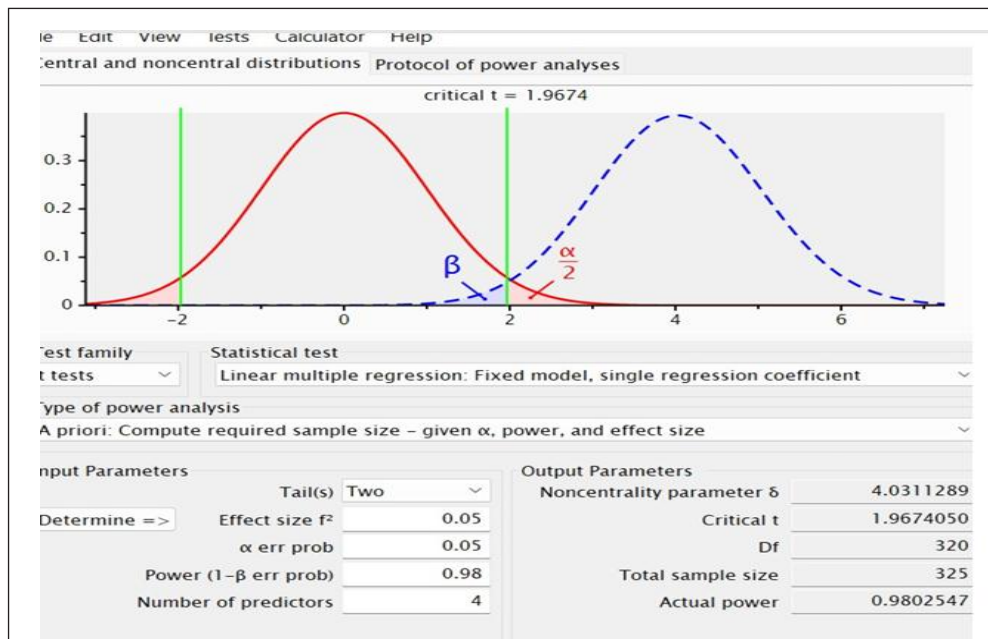 le Edit View Tests Calculator Help
Central and noncentral distributions Protocol of power analyses
critical t = 1.9674
0.3
0.2
0.1
0
β
α
2
-2 0 2 4 6
Test family Statistical test
t tests Linear multiple regression: Fixed model, single regression coefficient
Type of power analysis
A priori: Compute required sample size – given α, power, and effect size
Input Parameters Output Parameters
Tail(s) Two Noncentrality parameter δ 4.0311289
Determine => Effect size f² 0.05 Critical t 1.9674050
α err prob 0.05 Df 320
Power (1-β err prob) 0.98 Total sample size 325
Number of predictors 4 Actual power 0.9802547